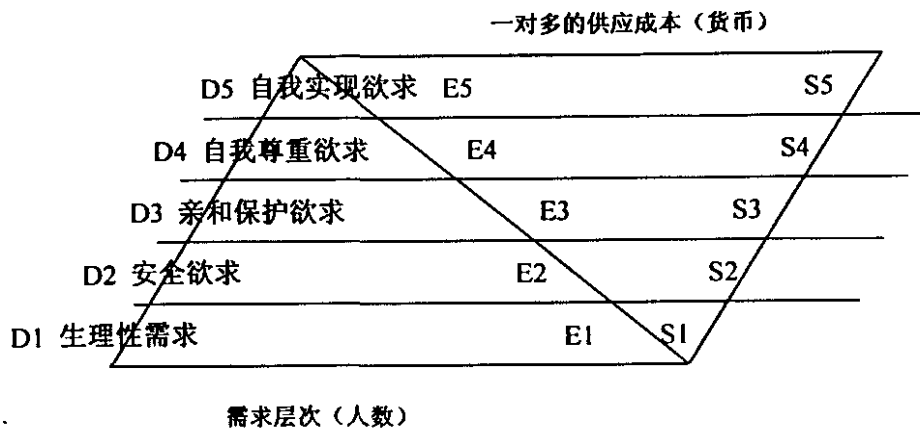 一对多的供应成本（货币）
D5 自我实现欲求 E5 S5
D4 自我尊重欲求 E4 S4
D3 亲和保护欲求 E3 S3
D2 安全欲求 E2 S2
D1 生理性需求 E1 S1
需求层次（人数）